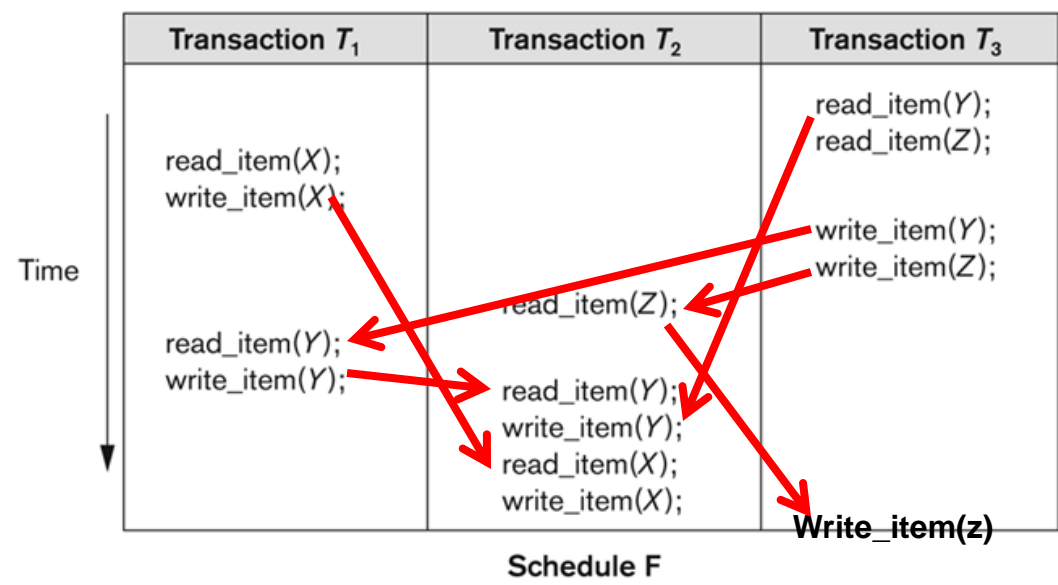 Transaction T1 Transaction T2 Transaction T3
read_item(Y);
read_item(Z);
read_item(X);
write_item(X);
write_item(Y);
Time
write_item(Z);
read_item(Z);
read_item(Y);
write_item(Y);
read_item(Y);
write_item(Y);
read_item(X);
write_item(X);
Write_item(z)
Schedule F